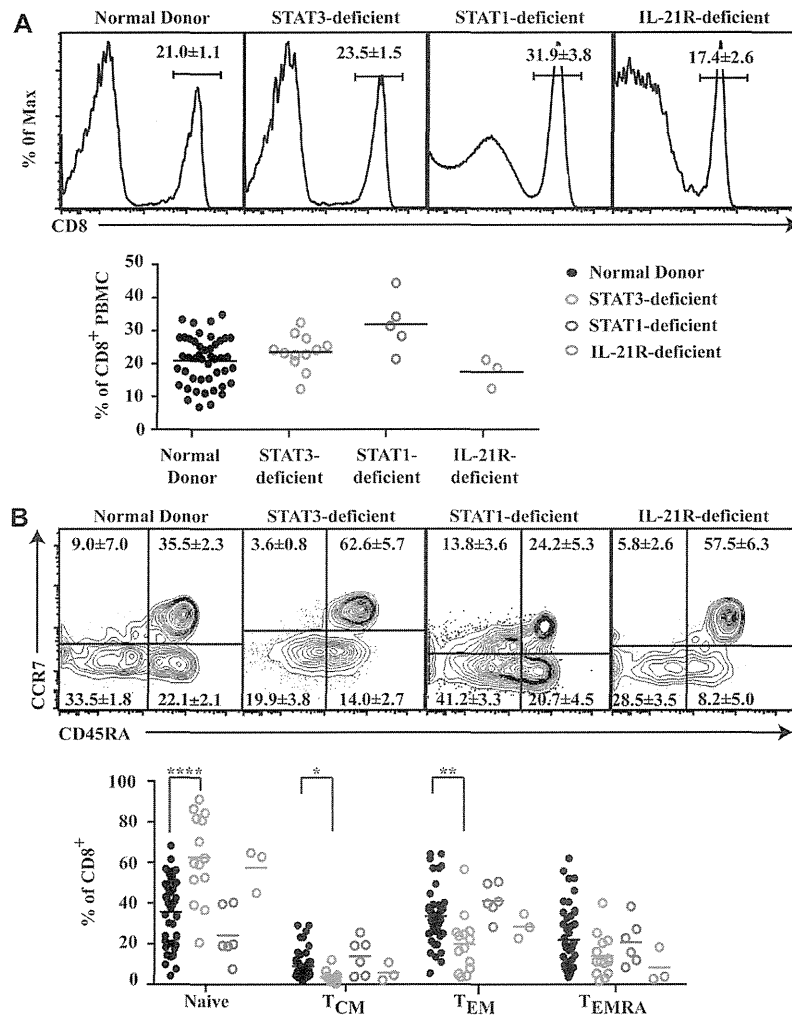 A
Normal Donor STAT3-deficient STAT1-deficient IL-21R-deficient
21.0±1.1 23.5±1.5 31.9±3.8 17.4±2.6
% Of Max
CD8
50
40
30
20
10
0
% of CD8+ PBMC
Normal Donor
STAT3-deficient
STAT1-deficient
IL-21R-deficient
Normal STAT3- STAT1- IL-21R-
Donor deficient deficient deficient
B
Normal Donor STAT3-deficient STAT1-deficient IL-21R-deficient
9.0±7.0 35.5±2.3 3.6±0.8 62.6±5.7 13.8±3.6 24.2±5.3 5.8±2.6 57.5±6.3
CCR7
33.5±1.8 22.1±2.1 19.9±3.8 14.0±2.7 41.2±3.3 20.7±4.5 28.5±3.5 8.2±5.0
CD45RA
100
80
60
40
20
0
% of CD8+
**** * **
Naive TCM TEM TEMRA